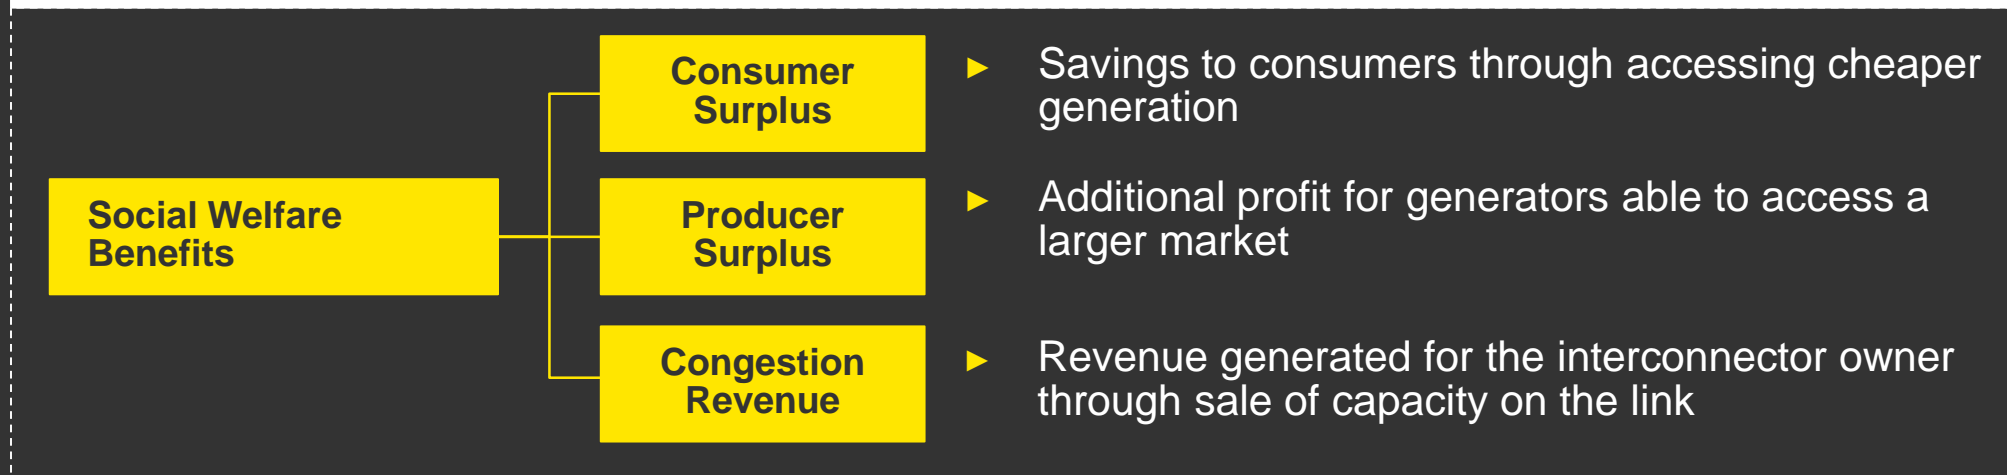 Social Welfare
Benefits
Consumer
Surplus
► Savings to consumers through accessing cheaper
generation
Producer
Surplus
► Additional profit for generators able to access a
larger market
Congestion
Revenue
► Revenue generated for the interconnector owner
through sale of capacity on the link